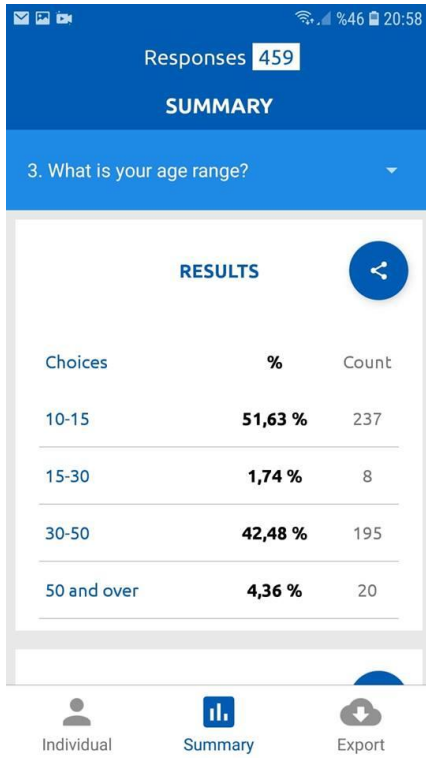 %46 20:58
Responses 459
SUMMARY
3. What is your age range?
RESULTS
Choices % Count
10-15 51,63 % 237
15-30 1,74 % 8
30-50 42,48 % 195
50 and over 4,36 % 20
Individual Summary Export